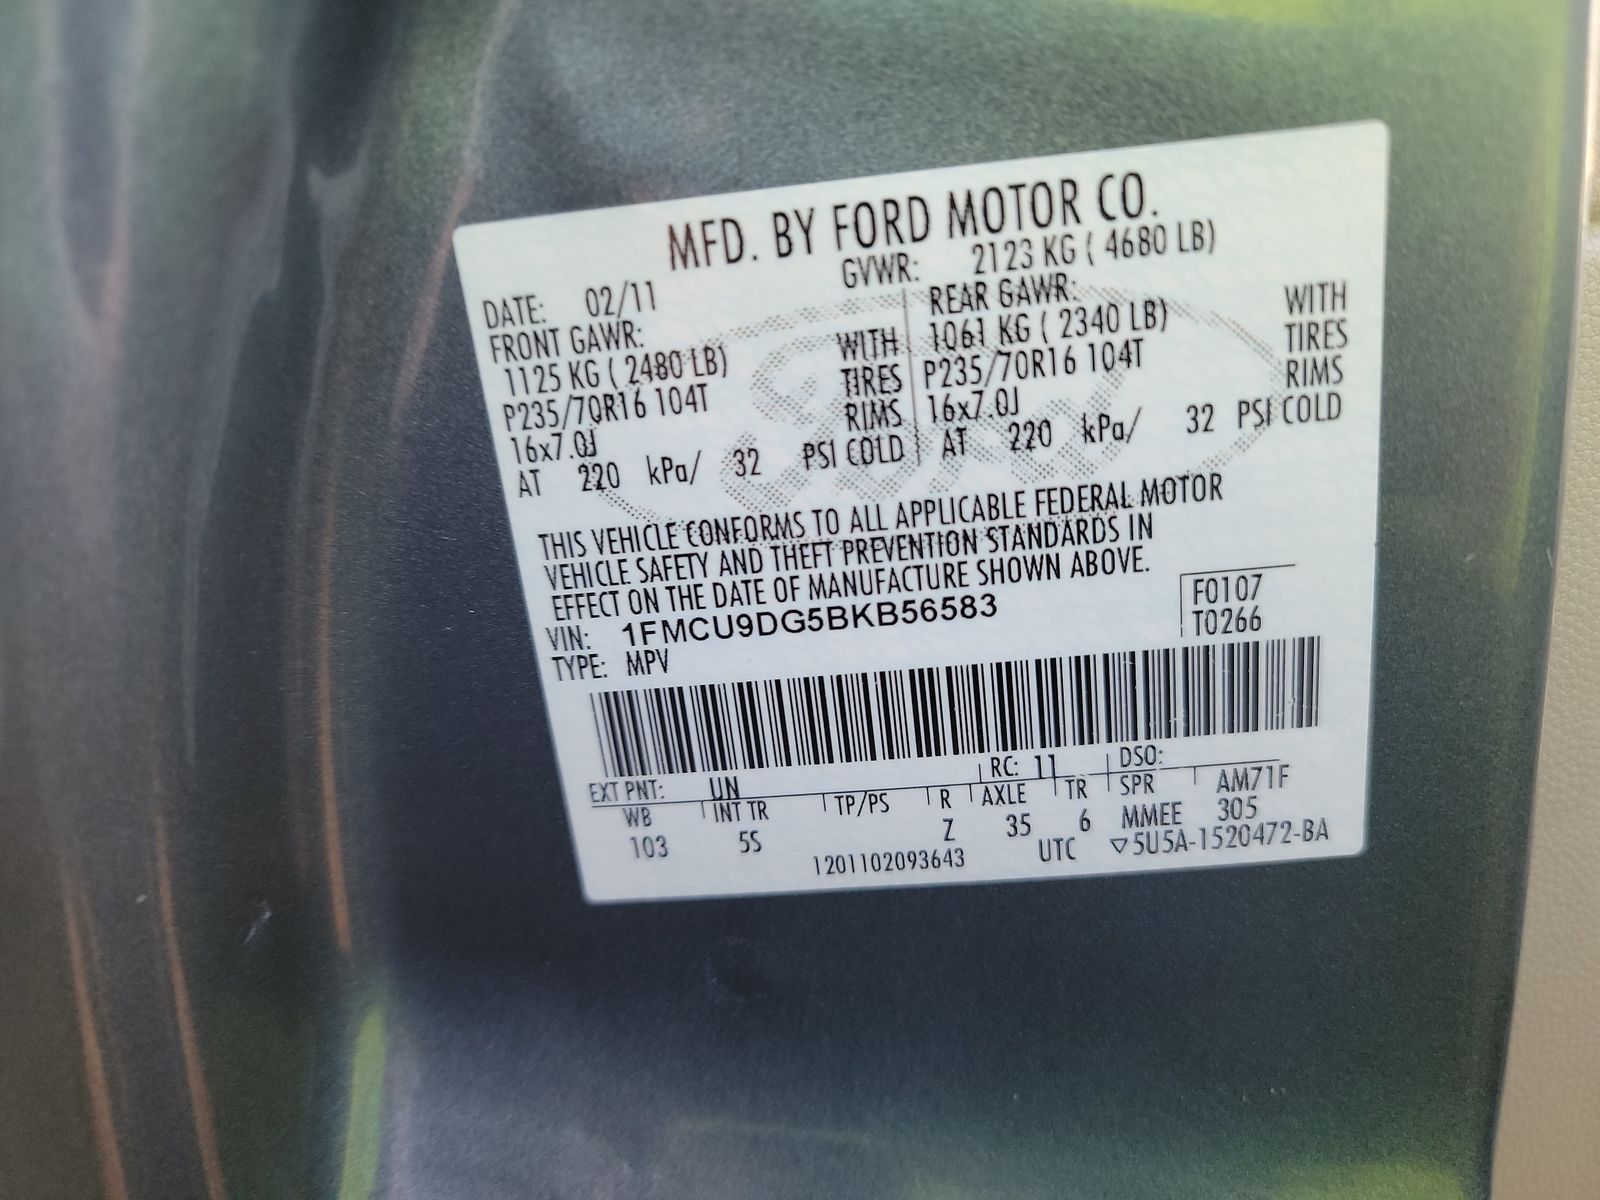 MFD. BY FORD MOTOR CO.
DATE: 02/11 GVWR: 2123 KG ( 4680 LB)
FRONT GAWR: REAR GAWR:
1125 KG ( 2480 LB) WITH 1061 KG ( 2340 LB) WITH
P235/70R16 104T TIRES P235/70R16 104T TIRES
16x7.0J RIMS 16x7.0J RIMS
AT 220 kPa/ 32 PSI COLD AT 220 kPa/ 32 PSI COLD
THIS VEHICLE CONFORMS TO ALL APPLICABLE FEDERAL MOTOR
VEHICLE SAFETY AND THEFT PREVENTION STANDARDS IN
EFFECT ON THE DATE OF MANUFACTURE SHOWN ABOVE.
VIN: 1FMCU9DG5BKB56583 F0107
TYPE: MPV T0266
EXT PNT: UN RC: 11 DSO:
WB INT TR TP/PS R AXLE TR SPR AM71F
103 5S Z 35 6 MMEE 305
1201102093643 UTC ▽5U5A-1520472-BA
Ford